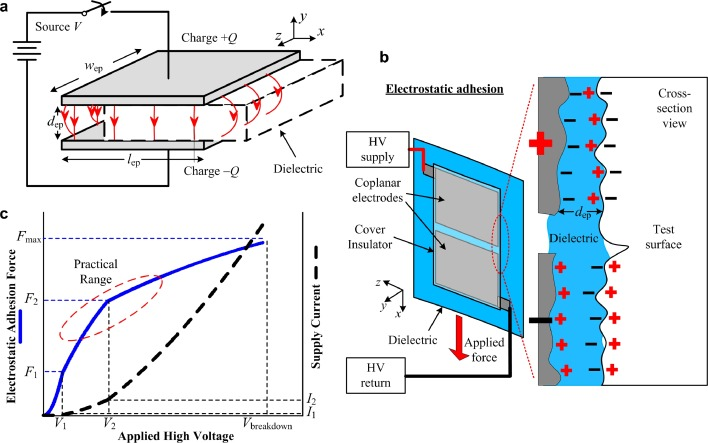 a
Source V
Charge +Q
y
z
x
w_ep
d_ep
l_ep
Charge −Q
Dielectric
b
Electrostatic adhesion
HV
supply
Coplanar
electrodes
Cover
Insulator
z
y
x
Dielectric
Applied
force
HV
return
Cross-
section
view
d_ep
Dielectric
Test
surface
c
Electrostatic Adhesion Force
F_max
F_2
F_1
Practical
Range
Supply Current
I_2
I_1
V_1
V_2
V_breakdown
Applied High Voltage